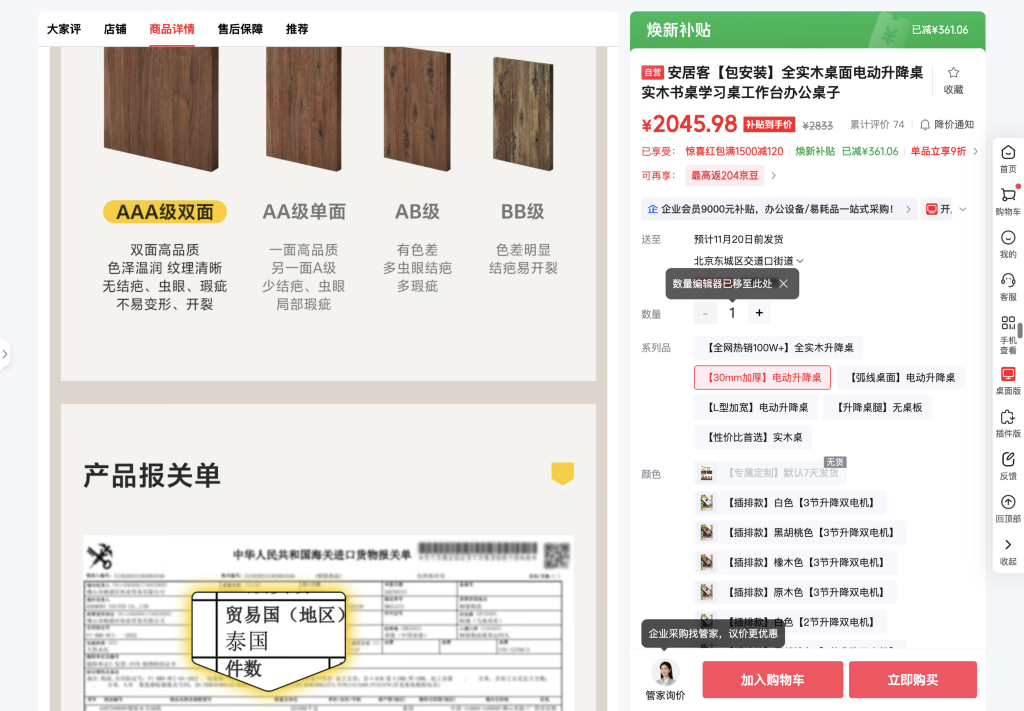 大家评 店铺 商品详情 售后保障 推荐
AAA级双面 AA级单面 AB级 BB级
双面高品质
色泽温润 纹理清晰
无结疤、虫眼、瑕疵
不易变形、开裂
一面高品质
另一面A级
少结疤、虫眼
局部瑕疵
有色差
多虫眼结疤
多瑕疵
色差明显
结疤易开裂
产品报关单
中华人民共和国海关进口货物报关单
贸易国（地区）
泰国
件数
焕新补贴 已减¥361.06
自营 安居客【包安装】全实木桌面电动升降桌
实木书桌学习桌工作台办公桌子
收藏
¥2045.98 补贴到手价 ¥2833 累计评价 74 降价通知
已享受： 惊喜红包满1500减120 焕新补贴 已减¥361.06 单品立享9折
可再享： 最高返204京豆
企业会员9000元补贴，办公设备/易耗品一站式采购！ 开.
送至 预计11月20日前发货
北京东城区交道口街道
数量编辑器已移至此处
数量 - 1 +
系列品 【全网热销100W+】全实木升降桌
【30mm加厚】电动升降桌 【弧线桌面】电动升降桌
【L型加宽】电动升降桌 【升降桌腿】无桌板
【性价比首选】实木桌
无货
颜色 【专属定制】默认7天发货
【插排款】白色【3节升降双电机】
【插排款】黑胡桃色【3节升降双电机】
【插排款】橡木色【3节升降双电机】
【插排款】原木色【3节升降双电机】
【插排款】白色【2节升降双电机】
企业采购找管家，议价更优惠
管家询价 加入购物车 立即购买
首页
购物车
我的
客服
手机
查看
桌面版
插件版
反馈
回顶部
收起